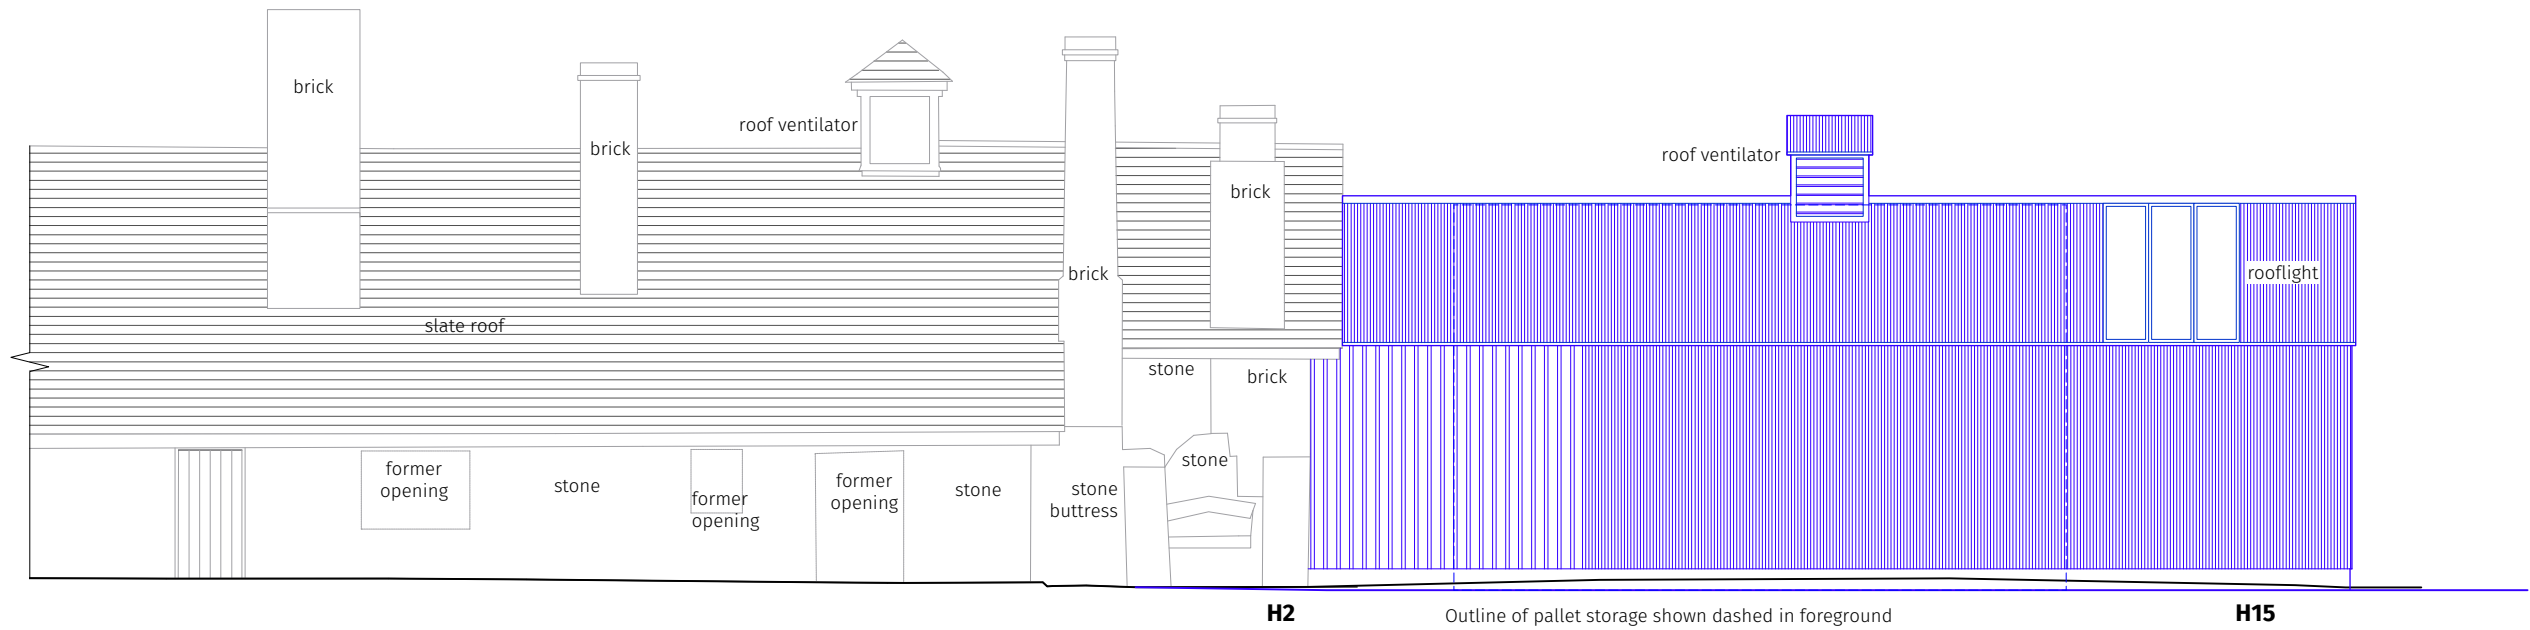 brick
brick
roof ventilator
brick
brick
roof ventilator
rooflight
slate roof
stone
brick
former
opening
stone
former
opening
former
opening
stone
stone
buttress
stone
H2
Outline of pallet storage shown dashed in foreground
H15